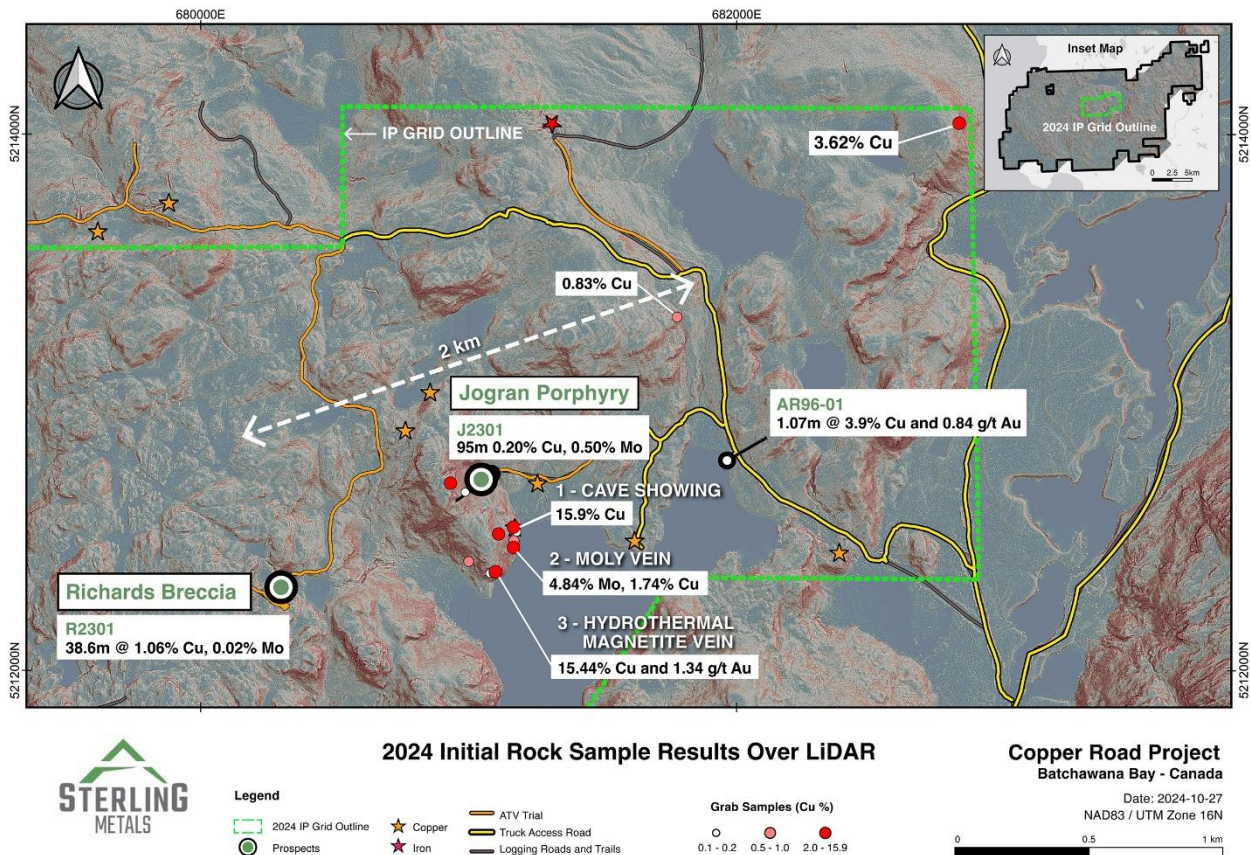 680000E
682000E
5214000N
5214000N
5212000N
5212000N
Inset Map
2024 IP Grid Outline
0 2.5 5km
IP GRID OUTLINE
3.62% Cu
0.83% Cu
2 km
Jogran Porphyry
J2301
95m 0.20% Cu, 0.50% Mo
AR96-01
1.07m @ 3.9% Cu and 0.84 g/t Au
1 - CAVE SHOWING
15.9% Cu
2 - MOLY VEIN
4.84% Mo, 1.74% Cu
3 - HYDROTHERMAL
MAGNETITE VEIN
15.44% Cu and 1.34 g/t Au
Richards Breccia
R2301
38.6m @ 1.06% Cu, 0.02% Mo
STERLING
METALS
2024 Initial Rock Sample Results Over LiDAR
Legend
2024 IP Grid Outline
Prospects
Copper
Iron
ATV Trial
Truck Access Road
Logging Roads and Trails
Grab Samples (Cu %)
0.1 - 0.2 0.5 - 1.0 2.0 - 15.9
Copper Road Project
Batchawana Bay - Canada
Date: 2024-10-27
NAD83 / UTM Zone 16N
0 0.5 1 km